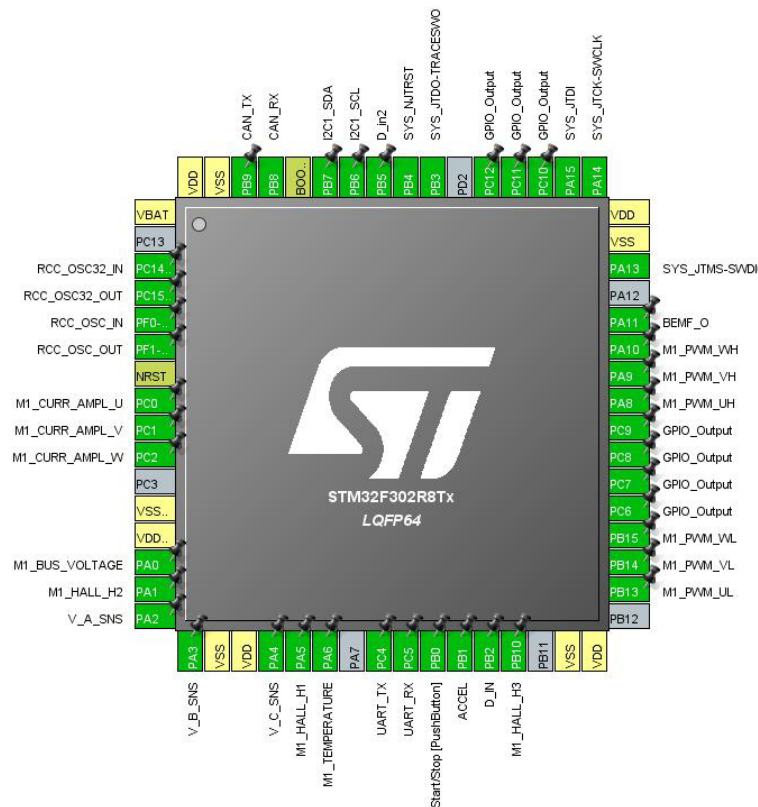 CAN_TX
CAN_RX
I2C1_SDA
I2C1_SCL
D_in2
SYS_NJTRST
SYS_JTDO-TRACESWO
GPIO_Output
GPIO_Output
GPIO_Output
SYS_JTDI
SYS_JTCK-SWCLK
VDD
VSS
PB9
PB8
BOO..
PB7
PB6
PB5
PB4
PB3
PD2
PC12
PC11
PC10
PA15
PA14
VBAT
PC13
RCC_OSC32_IN PC14..
RCC_OSC32_OUT PC15..
RCC_OSC_IN PF0-..
RCC_OSC_OUT PF1-..
NRST
M1_CURR_AMPL_U PC0
M1_CURR_AMPL_V PC1
M1_CURR_AMPL_W PC2
PC3
VSS..
VDD..
M1_BUS_VOLTAGE PA0
M1_HALL_H2 PA1
V_A_SNS PA2
ST
STM32F302R8Tx
LQFP64
VDD
VSS
PA13 SYS_JTMS-SWDI
PA12
PA11 BEMF_O
PA10 M1_PWM_WH
PA9 M1_PWM_VH
PA8 M1_PWM_UH
PC9 GPIO_Output
PC8 GPIO_Output
PC7 GPIO_Output
PC6 GPIO_Output
PB15 M1_PWM_WL
PB14 M1_PWM_VL
PB13 M1_PWM_UL
PB12
PA3
VSS
VDD
PA4
PA5
PA6
PA7
PC4
PC5
PB0
PB1
PB2
PB10
PB11
VSS
VDD
V_B_SNS
V_C_SNS
M1_HALL_H1
M1_TEMPERATURE
UART_TX
UART_RX
Start/Stop [PushButton]
ACCEL
D_IN
M1_HALL_H3